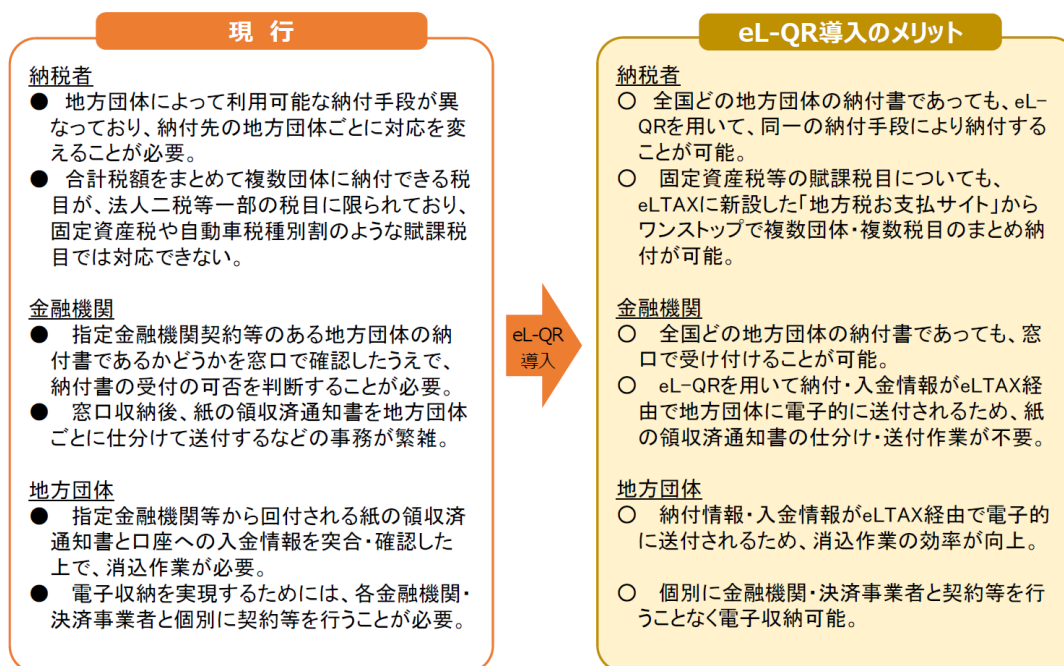 現 行
納税者
● 地方団体によって利用可能な納付手段が異
なっており、納付先の地方団体ごとに対応を変
えることが必要。
● 合計税額をまとめて複数団体に納付できる税
目が、法人二税等一部の税目に限られており、
固定資産税や自動車税種別割のような賦課税
目では対応できない。
金融機関
● 指定金融機関契約等のある地方団体の納
付書であるかどうかを窓口で確認したうえで、
納付書の受付の可否を判断することが必要。
● 窓口収納後、紙の領収済通知書を地方団体
ごとに仕分けて送付するなどの事務が繁雑。
地方団体
● 指定金融機関等から回付される紙の領収済
通知書と口座への入金情報を突合・確認した
上で、消込作業が必要。
● 電子収納を実現するためには、各金融機関・
決済事業者と個別に契約等を行うことが必要。
eL-QR
導入
eL-QR導入のメリット
納税者
○ 全国どの地方団体の納付書であっても、eL-
QRを用いて、同一の納付手段により納付する
ことが可能。
○ 固定資産税等の賦課税目についても、
eLTAXに新設した「地方税お支払サイト」から
ワンストップで複数団体・複数税目のまとめ納
付が可能。
金融機関
○ 全国どの地方団体の納付書であっても、窓
口で受け付けることが可能。
○ eL-QRを用いて納付・入金情報がeLTAX経
由で地方団体に電子的に送付されるため、紙
の領収済通知書の仕分け・送付作業が不要。
地方団体
○ 納付情報・入金情報がeLTAX経由で電子的
に送付されるため、消込作業の効率が向上。
○ 個別に金融機関・決済事業者と契約等を行
うことなく電子収納可能。